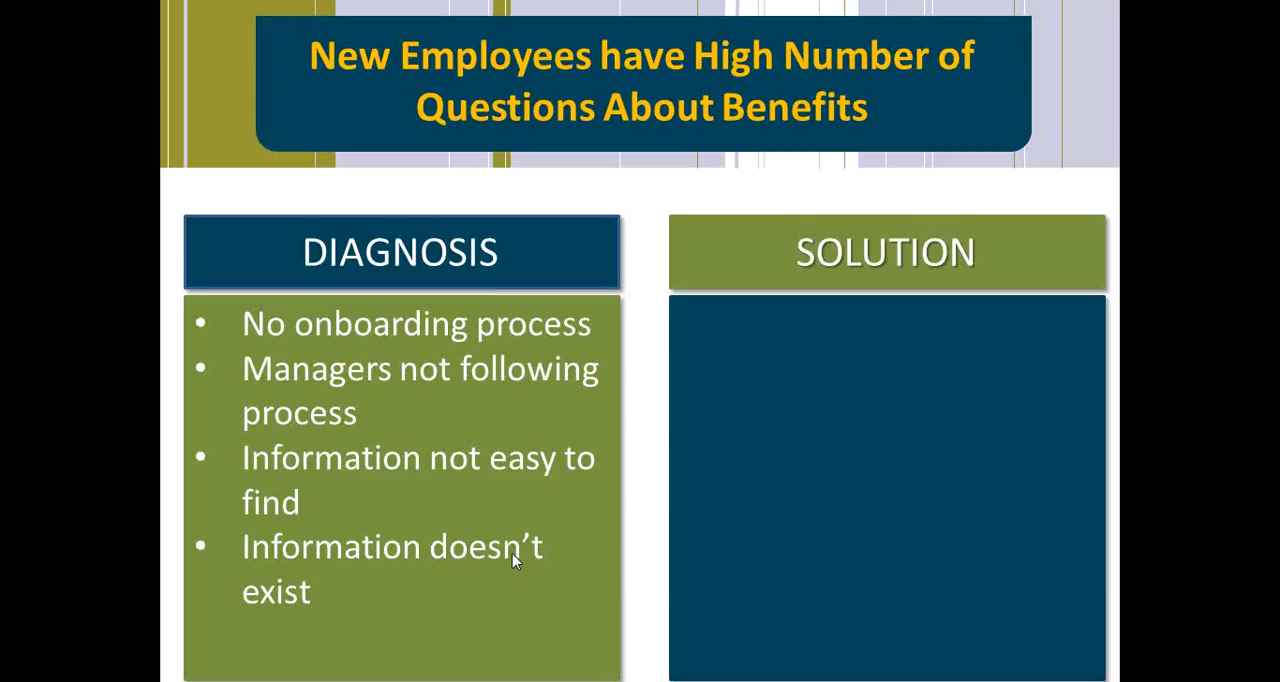 New Employees have High Number of
Questions About Benefits
DIAGNOSIS
• No onboarding process
• Managers not following
process
• Information not easy to
find
• Information doesn’t
exist
SOLUTION